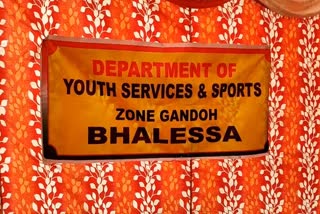 DEPARTMENT OF
YOUTH SERVICES & SPORTS
ZONE GANDOH
BHALESSA